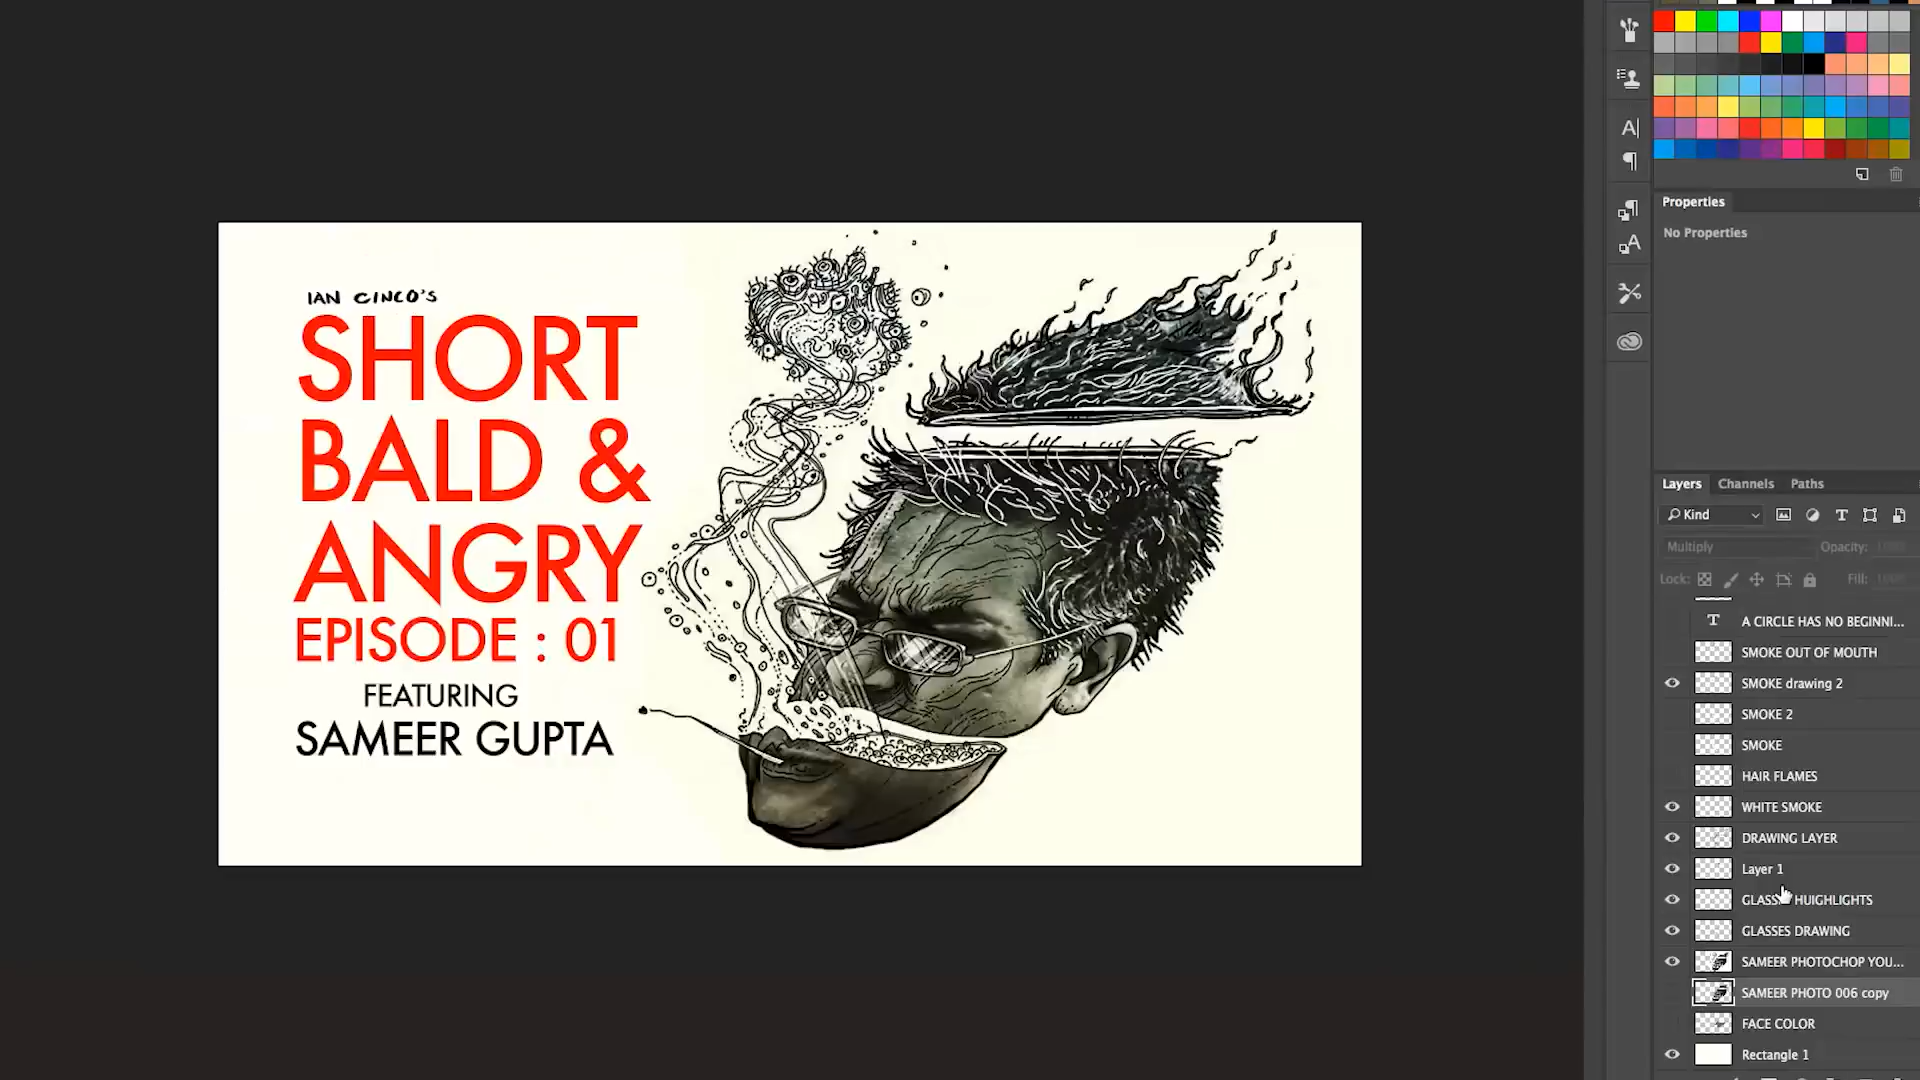 IAN CINCO'S
SHORT
BALD &
ANGRY
EPISODE : 01
FEATURING
SAMEER GUPTA
A
Properties
No Properties
Layers Channels Paths
Kind
T
Multiply Opacity:
Lock: Fill:
T A CIRCLE HAS NO BEGINNI...
SMOKE OUT OF MOUTH
SMOKE drawing 2
SMOKE 2
SMOKE
HAIR FLAMES
WHITE SMOKE
DRAWING LAYER
Layer 1
HUIGHLIGHTS
GLASSES DRAWING
SAMEER PHOTOCHOP YOU...
SAMEER PHOTO 006 copy
FACE COLOR
Rectangle 1